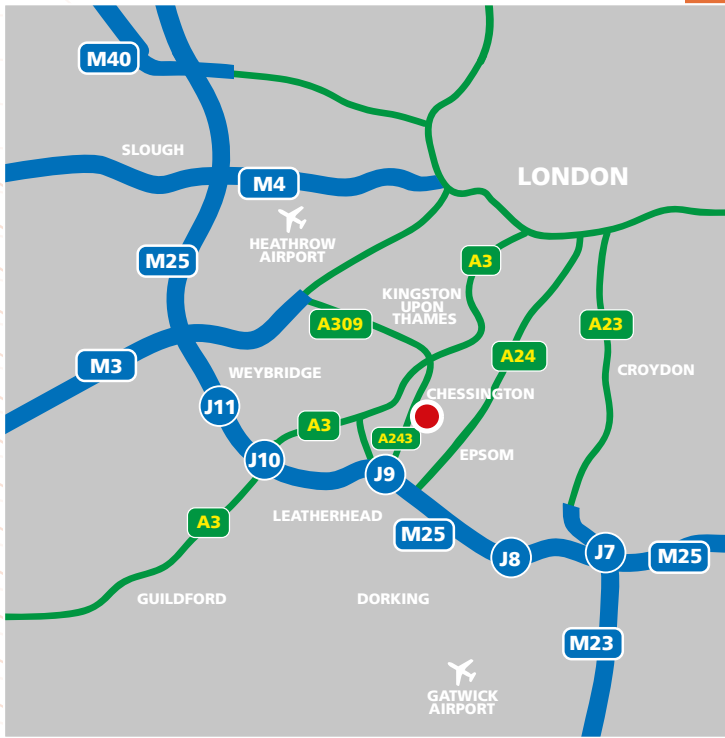 M40
SLOUGH
M4
LONDON
HEATHROW
AIRPORT
M25
A3
KINGSTON
UPON
THAMES
A309
A23
M3
A24
WEYBRIDGE
CROYDON
CHESSINGTON
J11
A3
A243
J10
EPSOM
J9
LEATHERHEAD
A3
M25
J8
J7
M25
GUILDFORD
DORKING
M23
GATWICK
AIRPORT